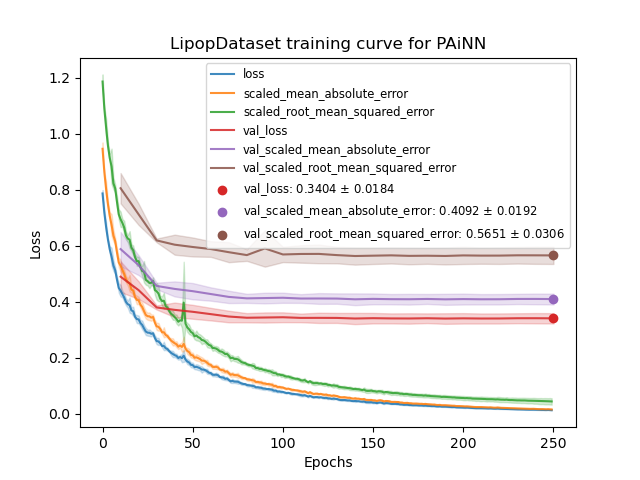 LipopDataset training curve for PAiNN
loss
scaled_mean_absolute_error
scaled_root_mean_squared_error
val_loss
val_scaled_mean_absolute_error
val_scaled_root_mean_squared_error
val_loss: 0.3404 ± 0.0184
val_scaled_mean_absolute_error: 0.4092 ± 0.0192
val_scaled_root_mean_squared_error: 0.5651 ± 0.0306
Loss
1.2
1.0
0.8
0.6
0.4
0.2
0.0
0 50 100 150 200 250
Epochs